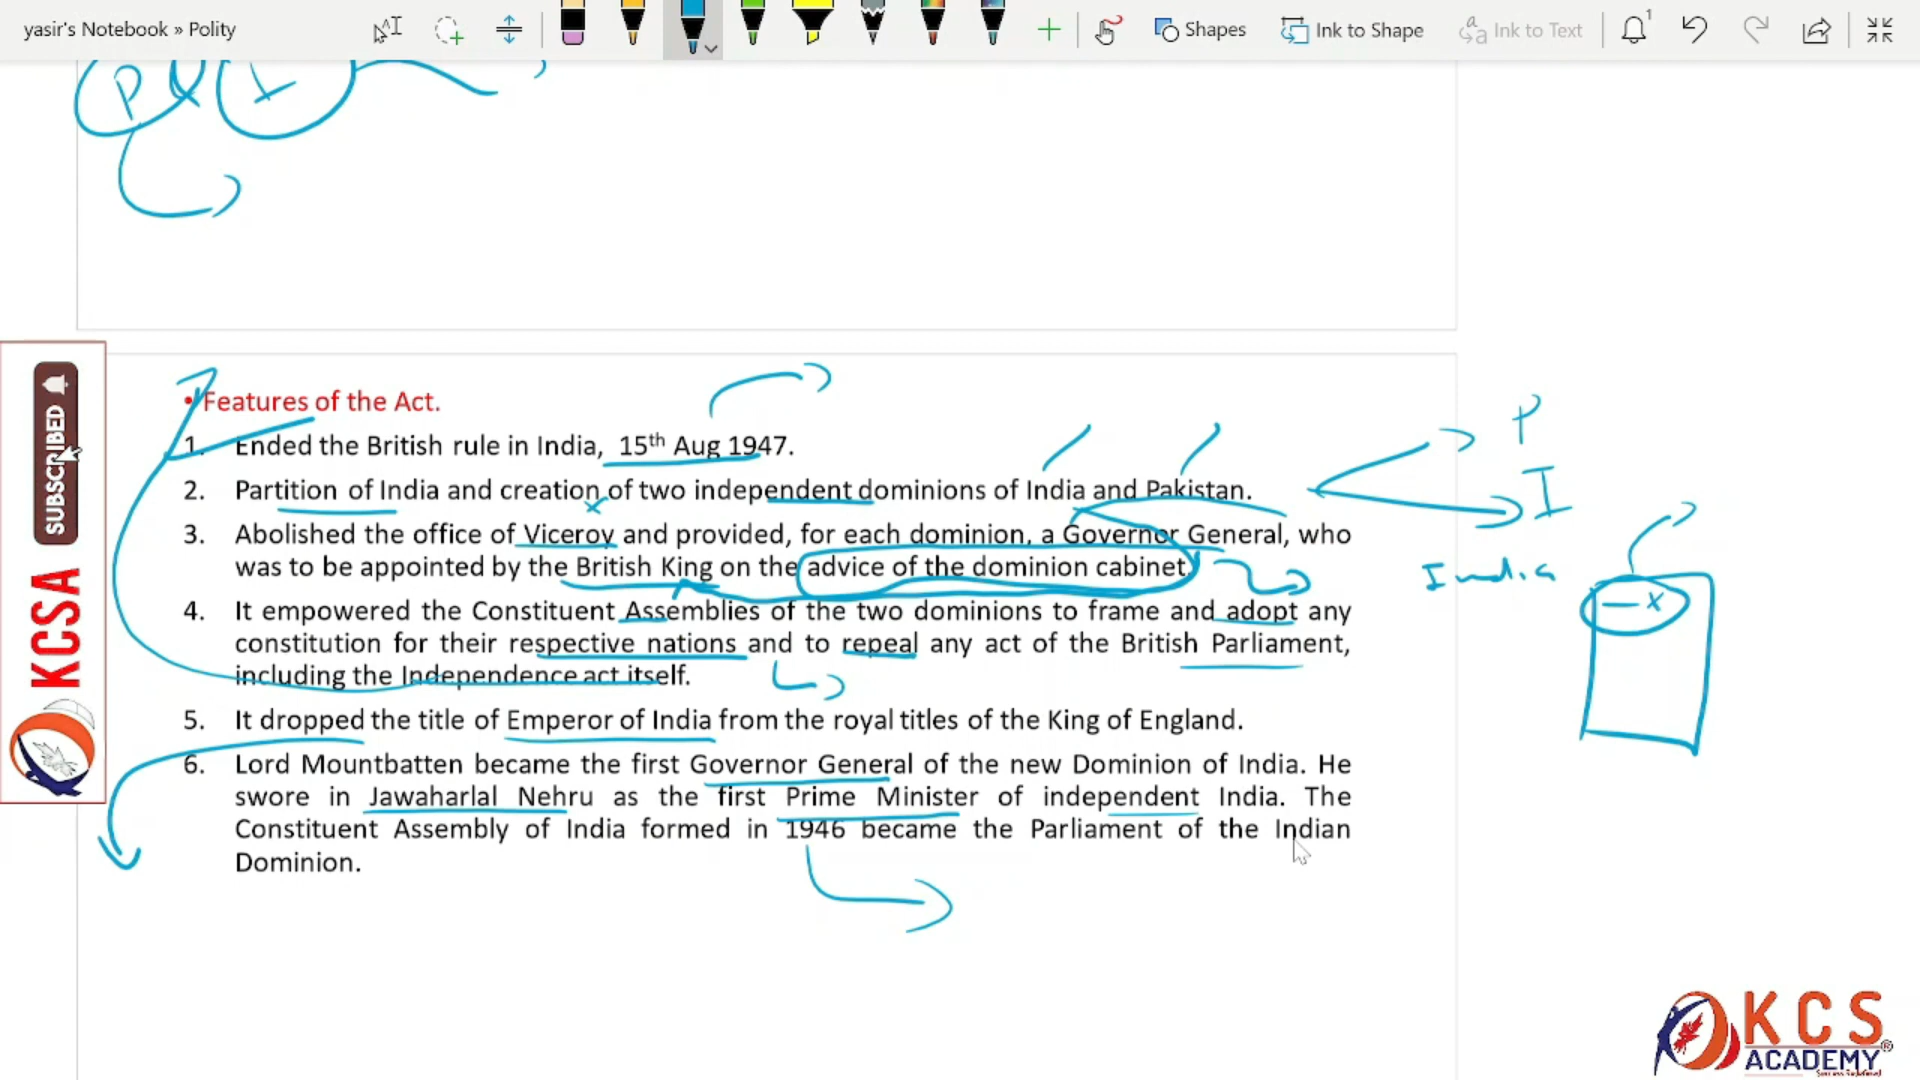 yasir's Notebook » Polity
Shapes
Ink to Shape
Ink to Text
1
P & I
• Features of the Act.
1. Ended the British rule in India, 15th Aug 1947.
2. Partition of India and creation of two independent dominions of India and Pakistan.
3. Abolished the office of Viceroy and provided, for each dominion, a Governor General, who
was to be appointed by the British King on the advice of the dominion cabinet.
4. It empowered the Constituent Assemblies of the two dominions to frame and adopt any
constitution for their respective nations and to repeal any act of the British Parliament,
including the Independence act itself.
5. It dropped the title of Emperor of India from the royal titles of the King of England.
6. Lord Mountbatten became the first Governor General of the new Dominion of India. He
swore in Jawaharlal Nehru as the first Prime Minister of independent India. The
Constituent Assembly of India formed in 1946 became the Parliament of the Indian
Dominion.
P
I
India
x
x
SUBSCRIBED
KCSA
KCS
ACADEMY®